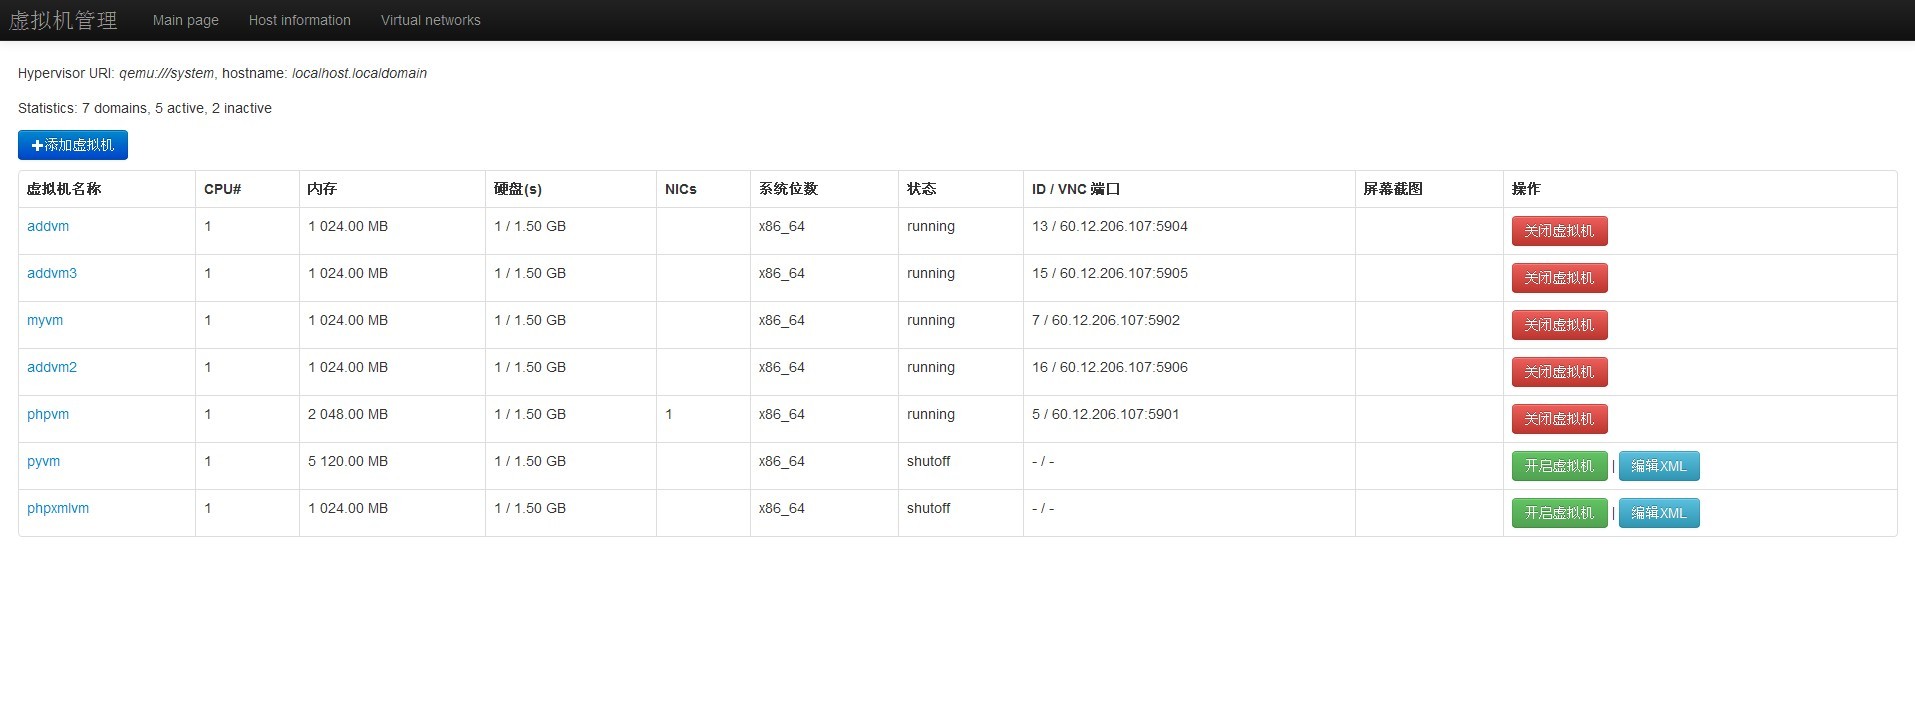 虚拟机管理 Main page Host information Virtual networks
Hypervisor URI: qemu:///system, hostname: localhost.localdomain
Statistics: 7 domains, 5 active, 2 inactive
+添加虚拟机
虚拟机名称 CPU# 内存 硬盘(s) NICs 系统位数 状态 ID / VNC 端口 屏幕截图 操作
addvm 1 1 024.00 MB 1 / 1.50 GB x86_64 running 13 / 60.12.206.107:5904 关闭虚拟机
addvm3 1 1 024.00 MB 1 / 1.50 GB x86_64 running 15 / 60.12.206.107:5905 关闭虚拟机
myvm 1 1 024.00 MB 1 / 1.50 GB x86_64 running 7 / 60.12.206.107:5902 关闭虚拟机
addvm2 1 1 024.00 MB 1 / 1.50 GB x86_64 running 16 / 60.12.206.107:5906 关闭虚拟机
phpvm 1 2 048.00 MB 1 / 1.50 GB 1 x86_64 running 5 / 60.12.206.107:5901 关闭虚拟机
pyvm 1 5 120.00 MB 1 / 1.50 GB x86_64 shutoff - / - 开启虚拟机 | 编辑XML
phpxmlvm 1 1 024.00 MB 1 / 1.50 GB x86_64 shutoff - / - 开启虚拟机 | 编辑XML